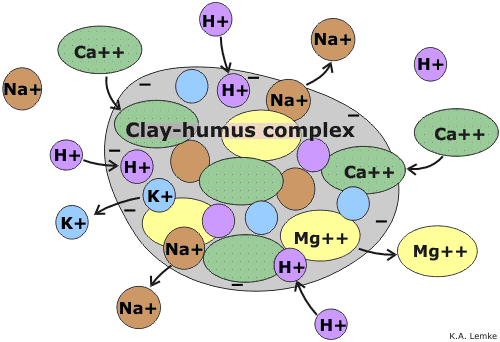 H+
Na+
Ca++
H+
Na+
–
–
H+
Na+
–
Clay-humus complex
Ca++
–
H+
H+
Ca++
K+
–
K+
–
Mg++
Na+
Mg++
H+
–
Na+
H+
K.A. Lemke